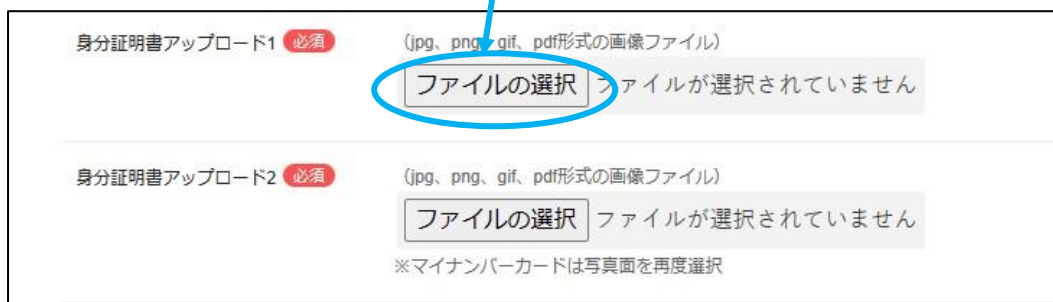 身分証明書アップロード1 必須 (jpg、png、gif、pdf形式の画像ファイル)
ファイルの選択 ファイルが選択されていません
身分証明書アップロード2 必須 (jpg、png、gif、pdf形式の画像ファイル)
ファイルの選択 ファイルが選択されていません
※マイナンバーカードは写真面を再度選択